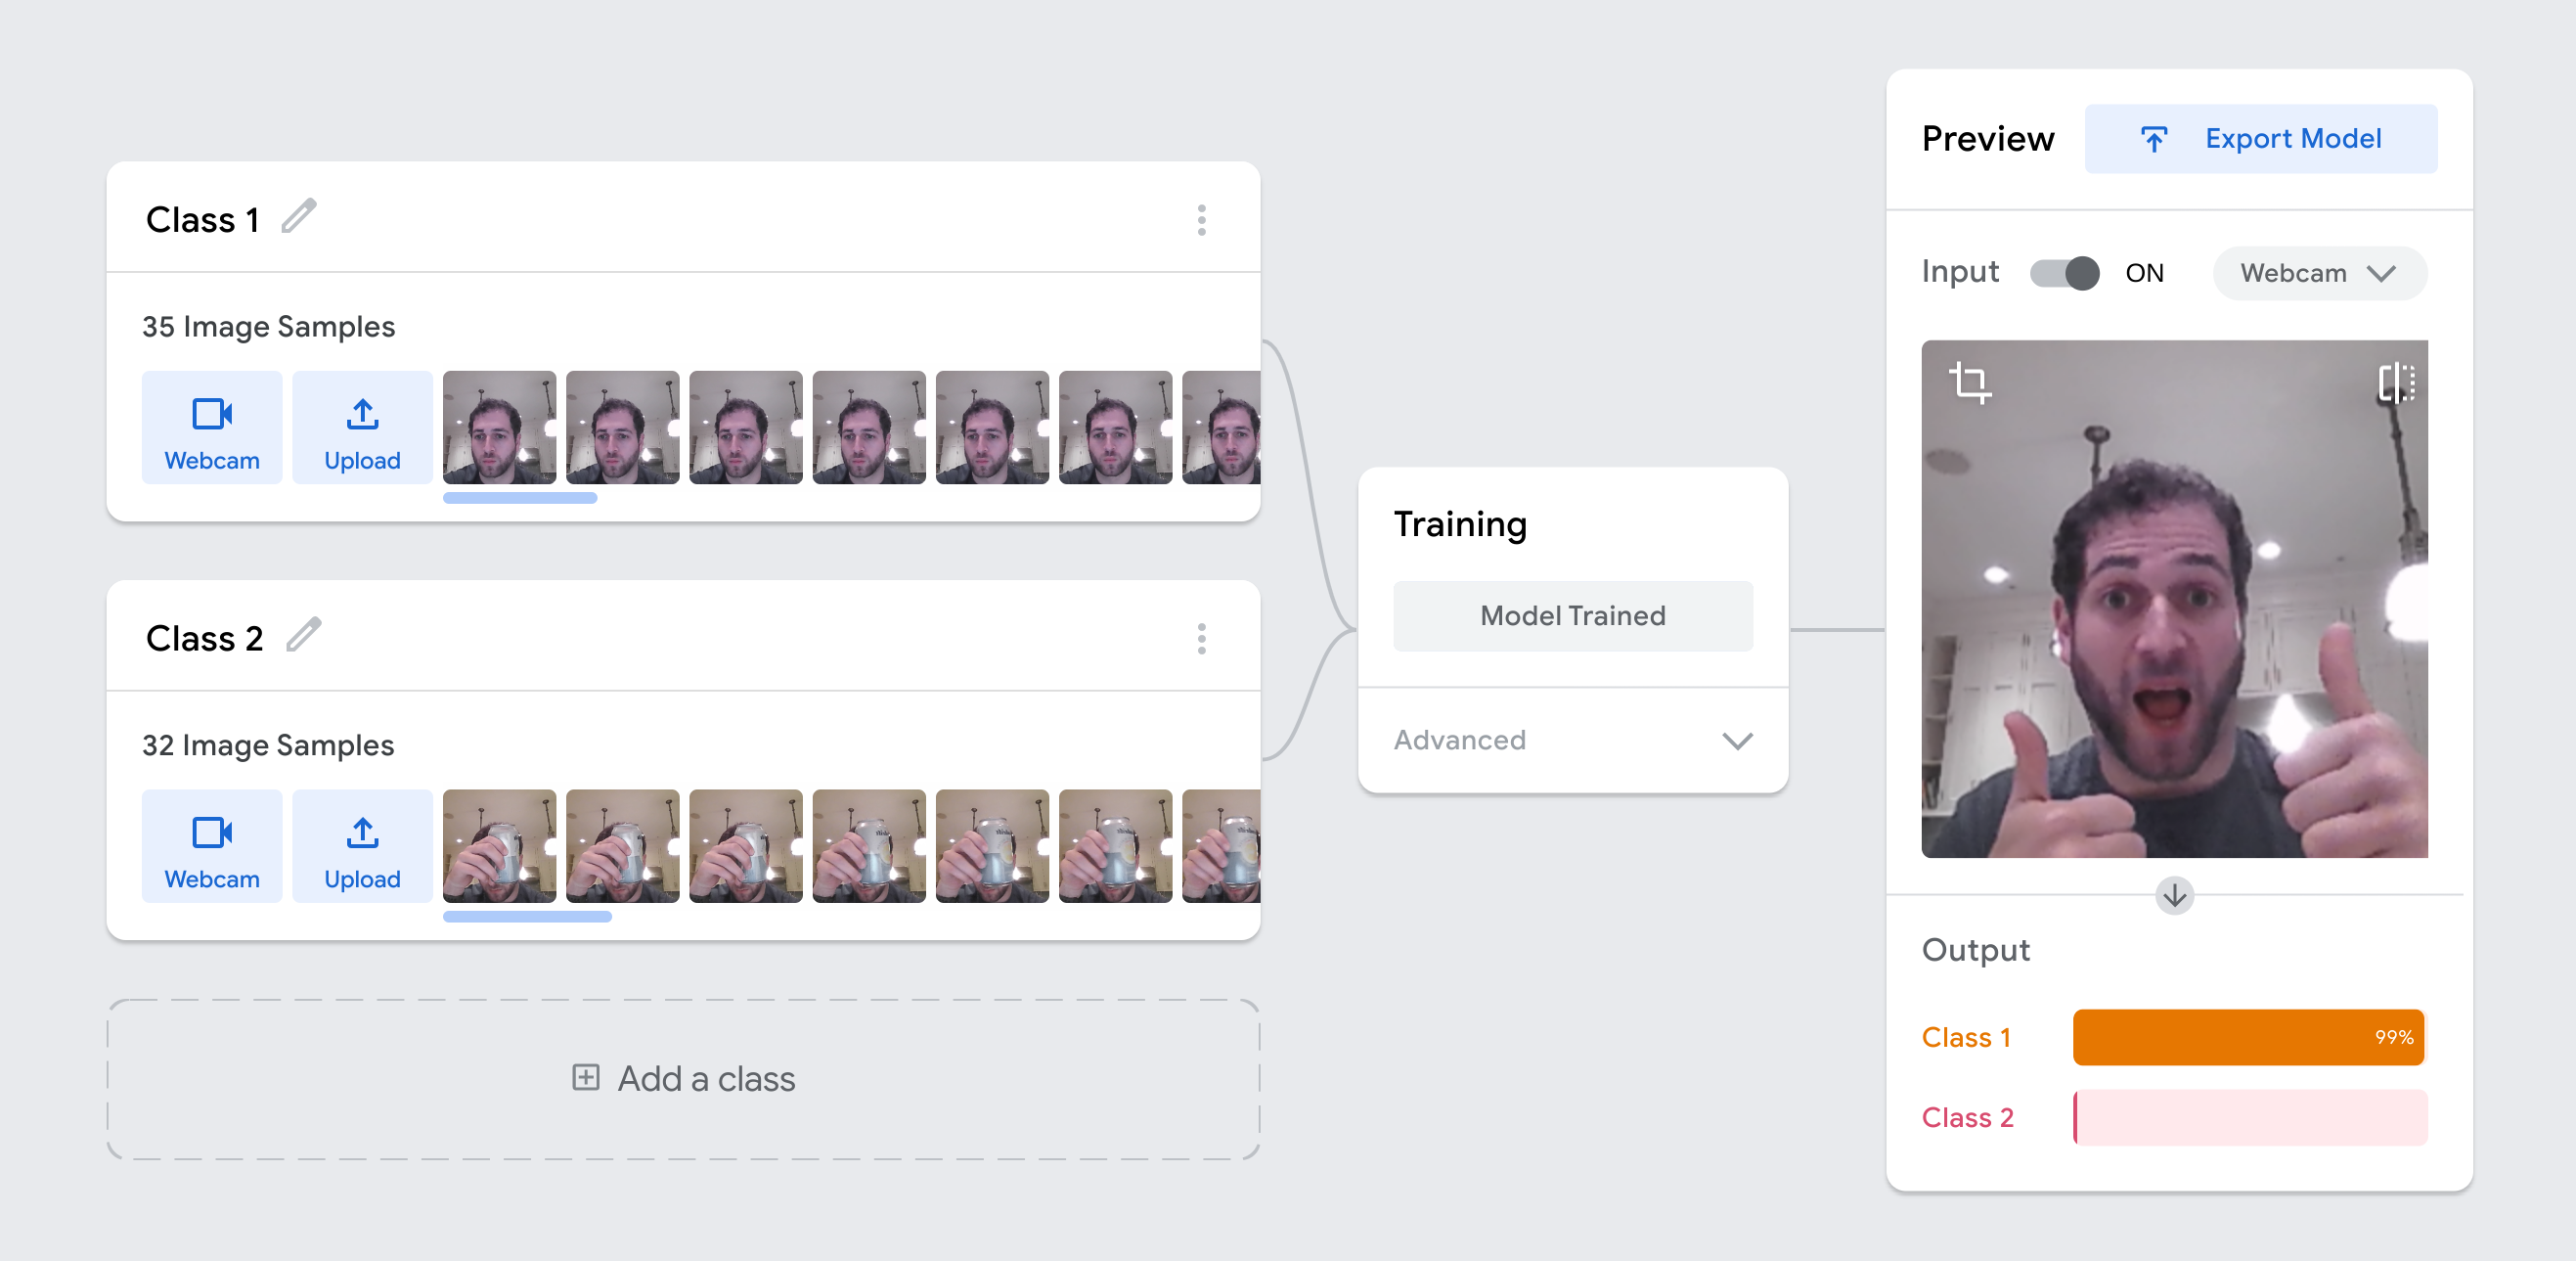 Class 1
35 Image Samples
Webcam
Upload
Class 2
32 Image Samples
Webcam
Upload
Add a class
Training
Model Trained
Advanced
Preview
Export Model
Input
ON
Webcam
Output
Class 1
99%
Class 2